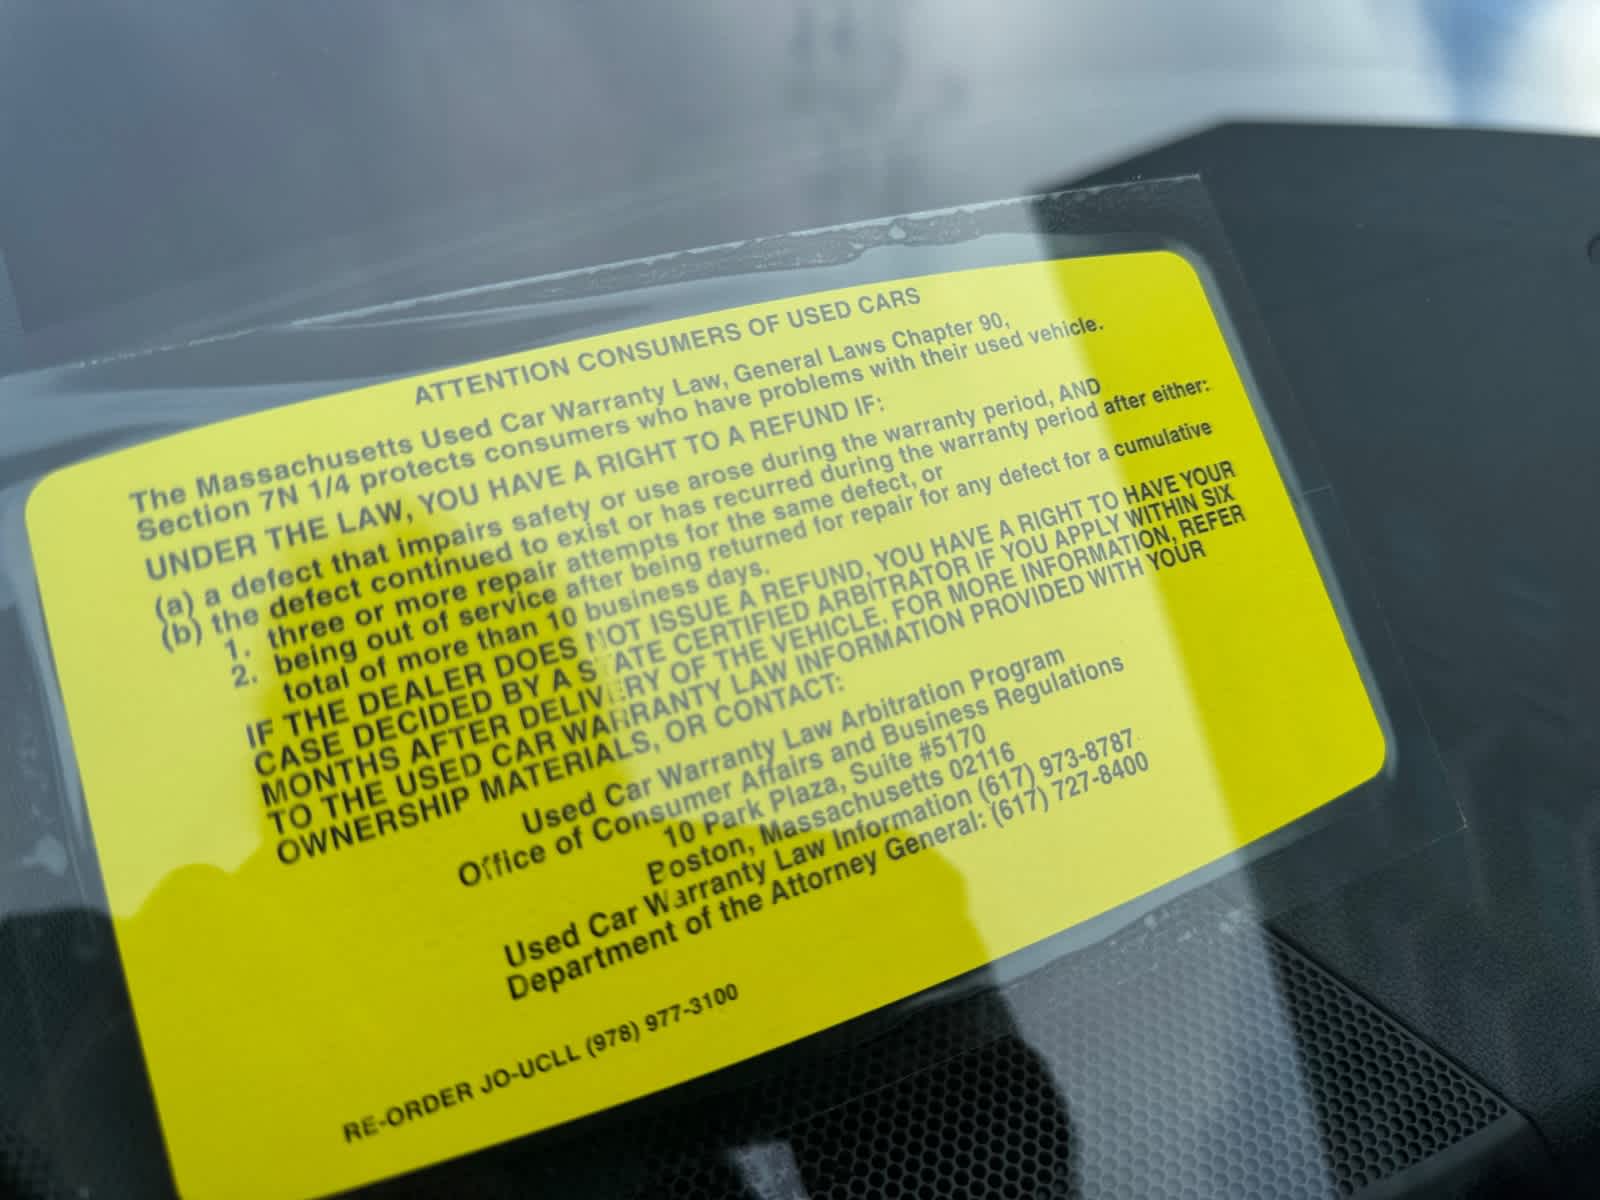 ATTENTION CONSUMERS OF USED CARS
The Massachusetts Used Car Warranty Law, General Laws Chapter 90,
Section 7N 1/4 protects consumers who have problems with their used vehicle.
UNDER THE LAW, YOU HAVE A RIGHT TO A REFUND IF:
(a) a defect that impairs safety or use arose during the warranty period, AND
(b) the defect continued to exist or has recurred during the warranty period after either:
1. three or more repair attempts for the same defect, or
2. being out of service after being returned for repair for any defect for a cumulative
total of more than 10 business days.
IF THE DEALER DOES NOT ISSUE A REFUND, YOU HAVE A RIGHT TO HAVE YOUR
CASE DECIDED BY A STATE CERTIFIED ARBITRATOR IF YOU APPLY WITHIN SIX
MONTHS AFTER DELIVERY OF THE VEHICLE. FOR MORE INFORMATION, REFER
TO THE USED CAR WARRANTY LAW INFORMATION PROVIDED WITH YOUR
OWNERSHIP MATERIALS, OR CONTACT:
Used Car Warranty Law Arbitration Program
Office of Consumer Affairs and Business Regulations
10 Park Plaza, Suite #5170
Boston, Massachusetts 02116
Used Car Warranty Law Information (617) 973-8787
Department of the Attorney General: (617) 727-8400
RE-ORDER JO-UCLL (978) 977-3100